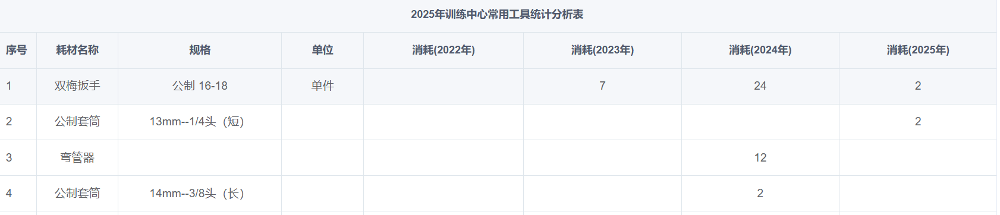 2025年训练中心常用工具统计分析表
序号 耗材名称 规格 单位 消耗(2022年) 消耗(2023年) 消耗(2024年) 消耗(2025年)
1 双梅扳手 公制 16-18 单件 7 24 2
2 公制套筒 13mm--1/4头（短） 2
3 弯管器 12
4 公制套筒 14mm--3/8头（长） 2